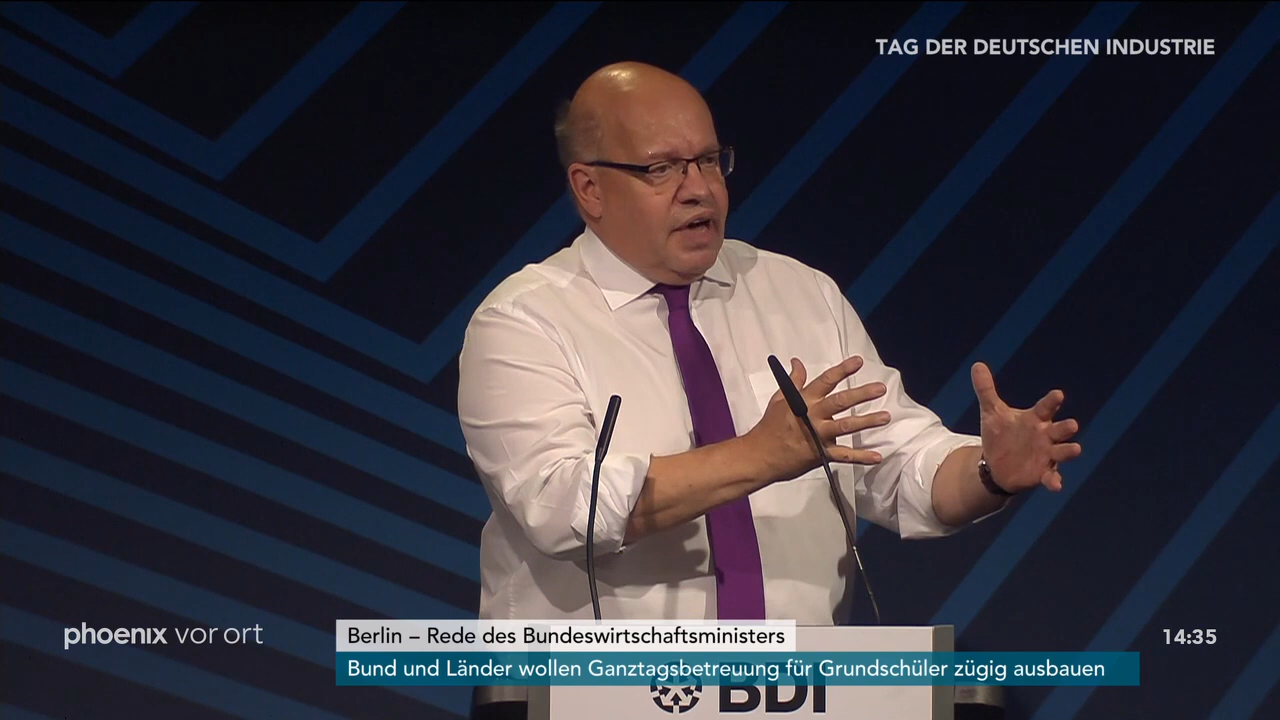 TAG DER DEUTSCHEN INDUSTRIE
phoenix vor ort
Berlin – Rede des Bundeswirtschaftsministers
14:35
Bund und Länder wollen Ganztagsbetreuung für Grundschüler zügig ausbauen
BDI